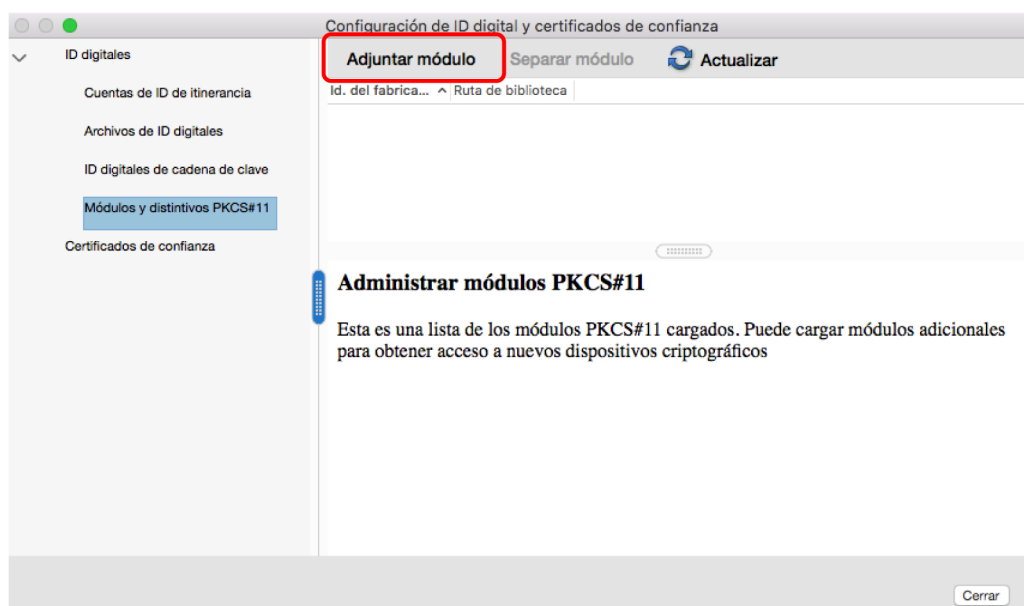 Configuración de ID digital y certificados de confianza
ID digitales
Cuentas de ID de itinerancia
Archivos de ID digitales
ID digitales de cadena de clave
Módulos y distintivos PKCS#11
Certificados de confianza
Adjuntar módulo Separar módulo Actualizar
Id. del fabrica... Ruta de biblioteca
Administrar módulos PKCS#11
Esta es una lista de los módulos PKCS#11 cargados. Puede cargar módulos adicionales
para obtener acceso a nuevos dispositivos criptográficos
Cerrar